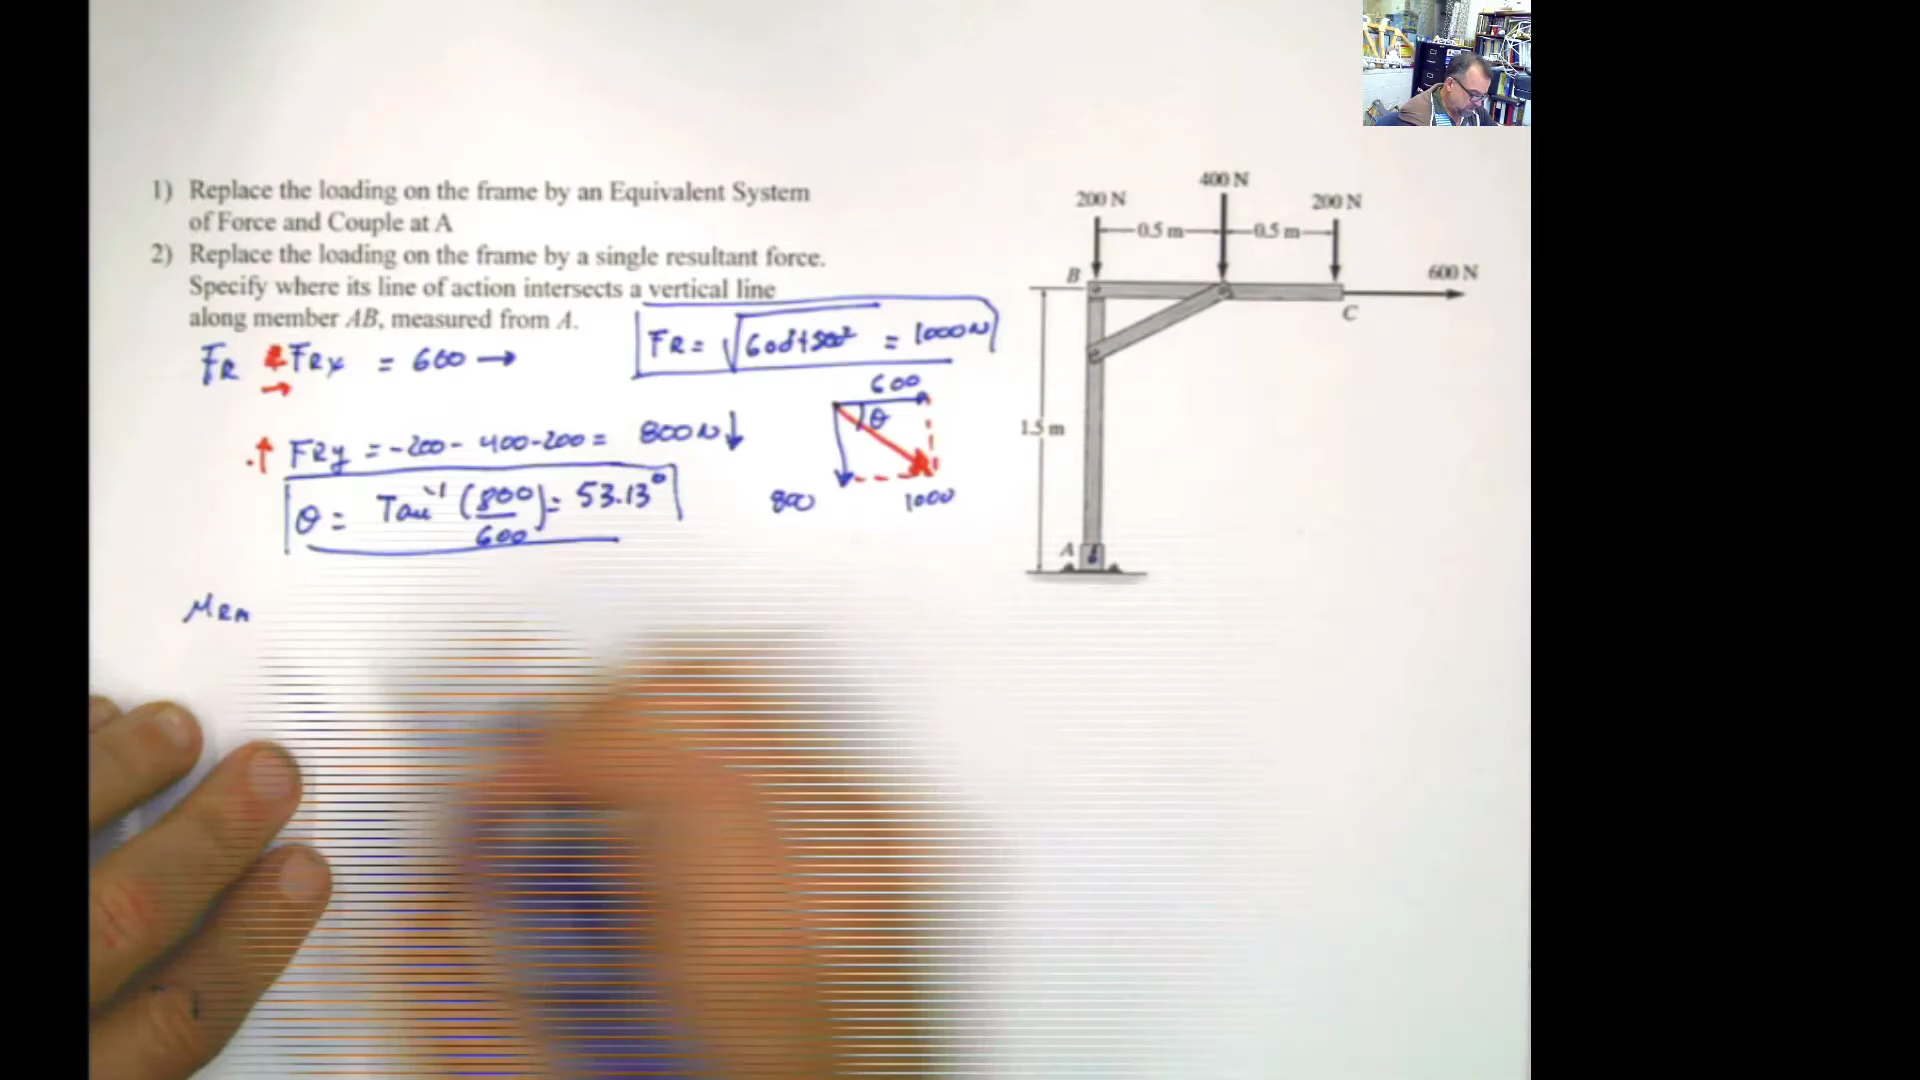 1) Replace the loading on the frame by an Equivalent System
of Force and Couple at A
2) Replace the loading on the frame by a single resultant force.
Specify where its line of action intersects a vertical line
along member AB, measured from A.
FR = √600²+800² = 1000N
FR FRx = 600 →
↑ FRy = -200 - 400 - 200 = 800N ↓
θ = Tan⁻¹ (800/600) = 53.13°
600
θ
800
1000
MRA
400 N
200 N
200 N
0.5 m
0.5 m
600 N
B
C
1.5 m
A